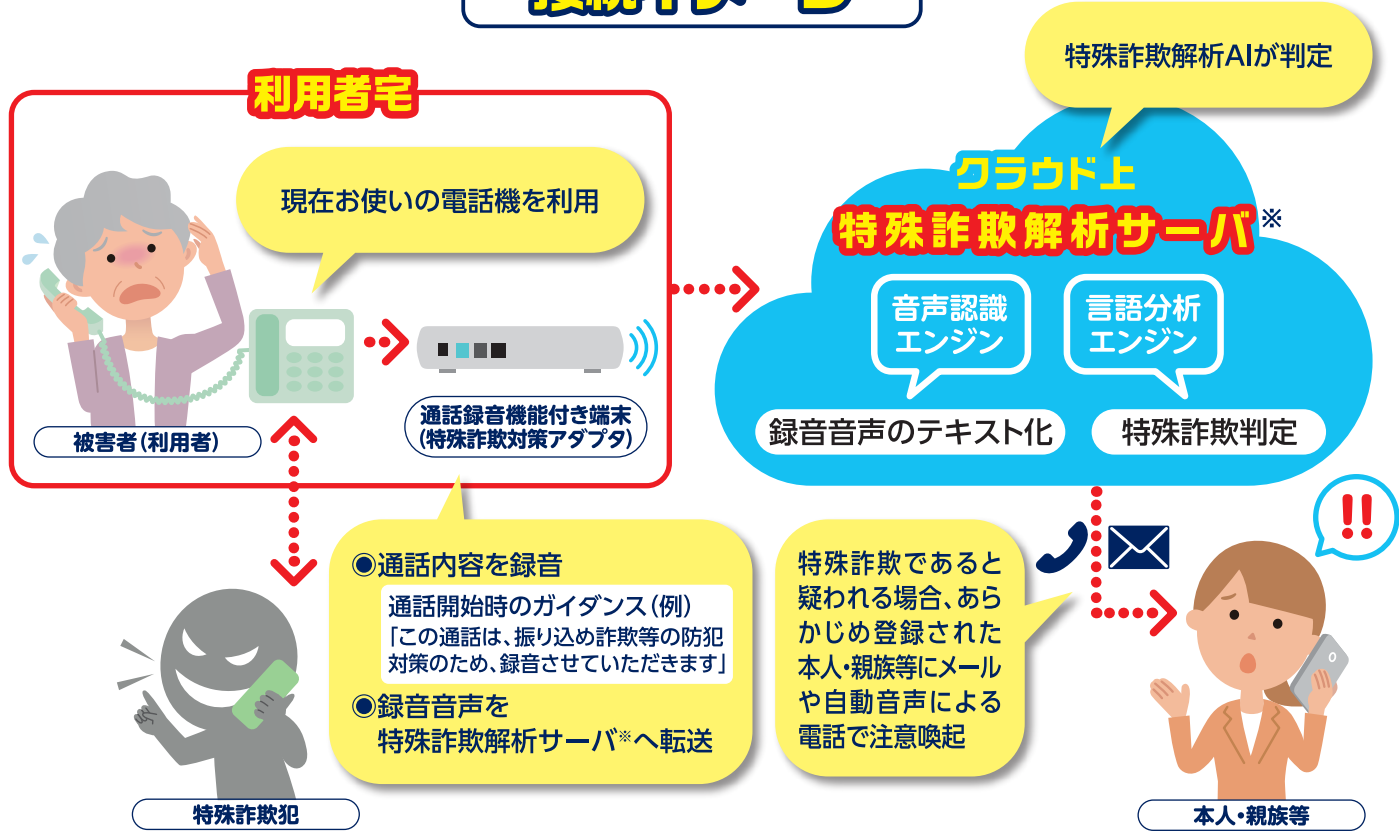 接続イメージ
特殊詐欺解析AIが判定
利用者宅
現在お使いの電話機を利用
クラウド上
特殊詐欺解析サーバ※
音声認識
エンジン
言語分析
エンジン
録音音声のテキスト化
特殊詐欺判定
通話録音機能付き端末
(特殊詐欺対策アダプタ)
被害者(利用者)
◉通話内容を録音
通話開始時のガイダンス(例)
「この通話は、振り込め詐欺等の防犯
対策のため、録音させていただきます」
◉録音音声を
特殊詐欺解析サーバ※へ転送
特殊詐欺であると
疑われる場合、あら
かじめ登録された
本人・親族等にメール
や自動音声による
電話で注意喚起
!!
特殊詐欺犯
本人・親族等